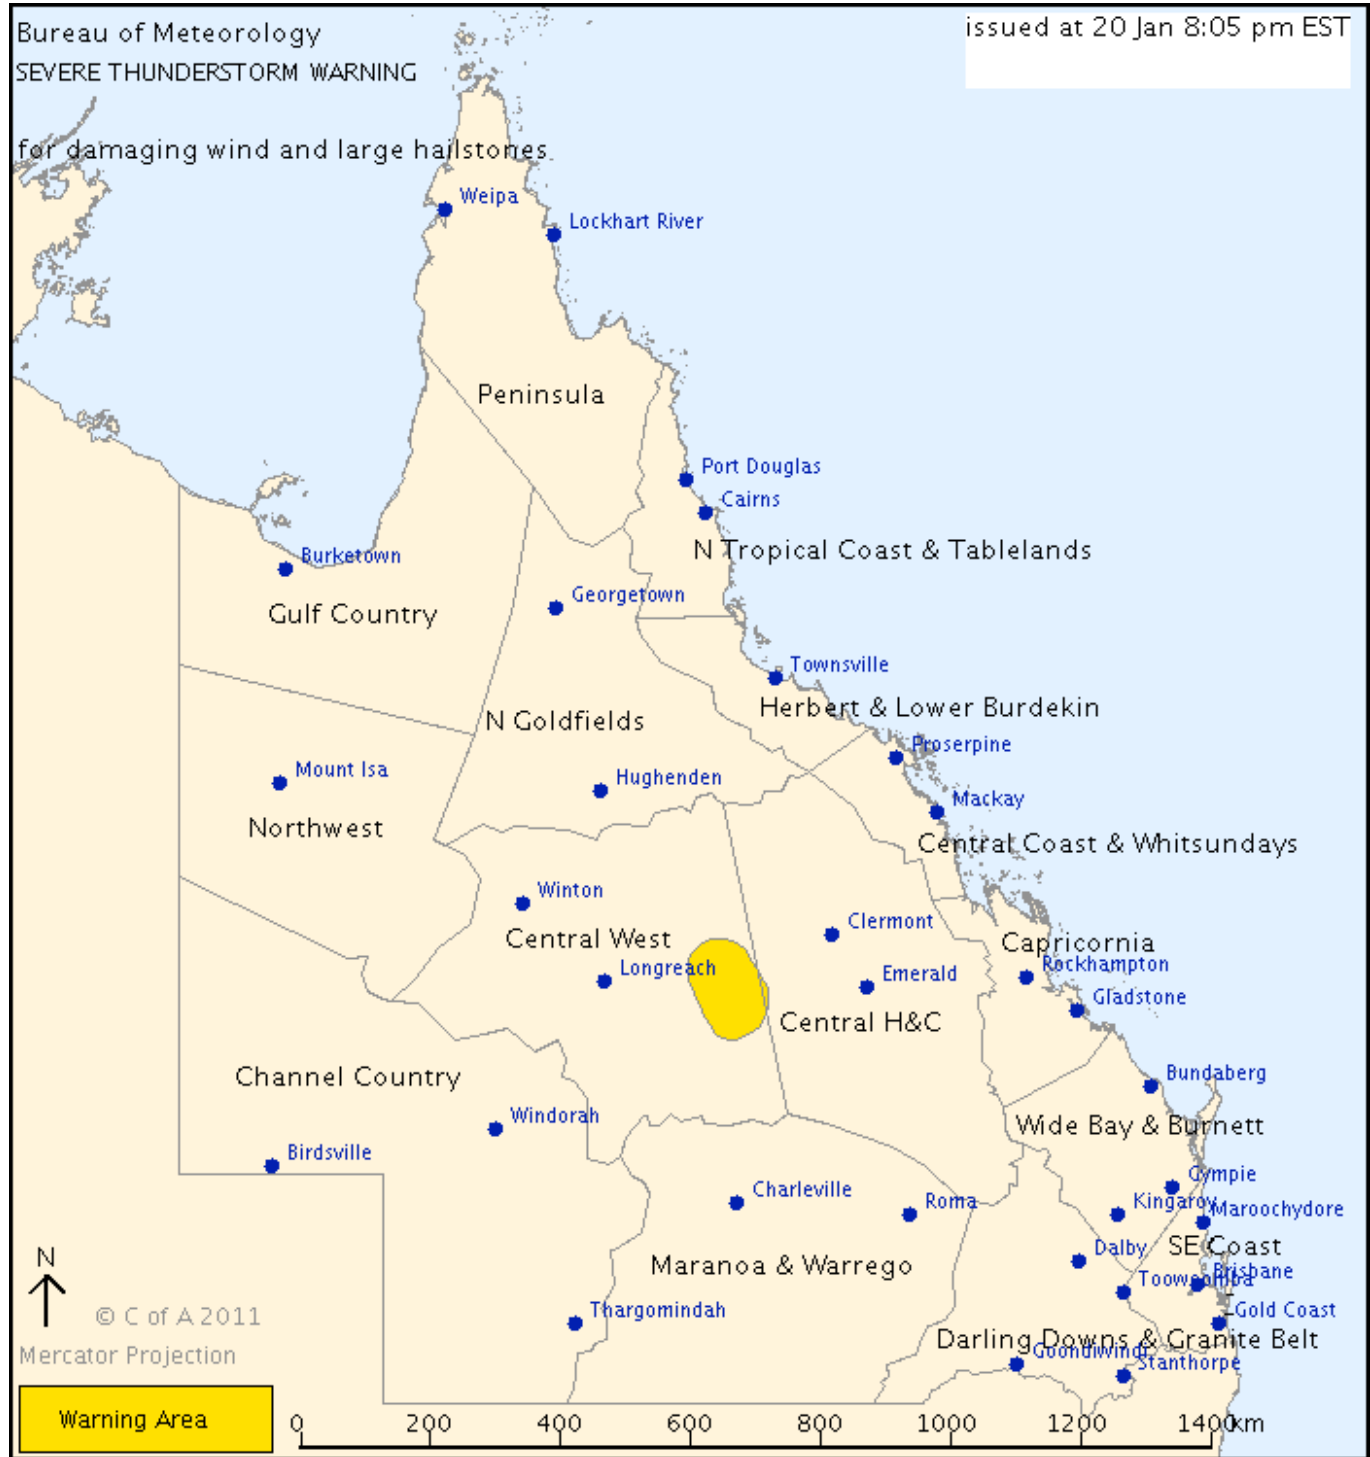 Bureau of Meteorology
issued at 20 Jan 8:05 pm EST
SEVERE THUNDERSTORM WARNING
for damaging wind and large hailstones
Weipa
Lockhart River
Peninsula
Port Douglas
Cairns
N Tropical Coast & Tablelands
Burketown
Georgetown
Gulf Country
Townsville
Herbert & Lower Burdekin
N Goldfields
Proserpine
Mount Isa
Hughenden
Mackay
Northwest
Central Coast & Whitsundays
Winton
Clermont
Central West
Capricornia
Longreach
Emerald
Rockhampton
Gladstone
Central H&C
Channel Country
Bundaberg
Windorah
Wide Bay & Burnett
Birdsville
Gympie
Charleville
Roma
Kingaroy
Maroochydore
SE Coast
Dalby
N
Maranoa & Warrego
Brisbane
Toowoomba
Thargomindah
Gold Coast
© C of A 2011
Darling Downs & Granite Belt
Goondiwindi
Mercator Projection
Stanthorpe
Warning Area
0 200 400 600 800 1000 1200 1400km